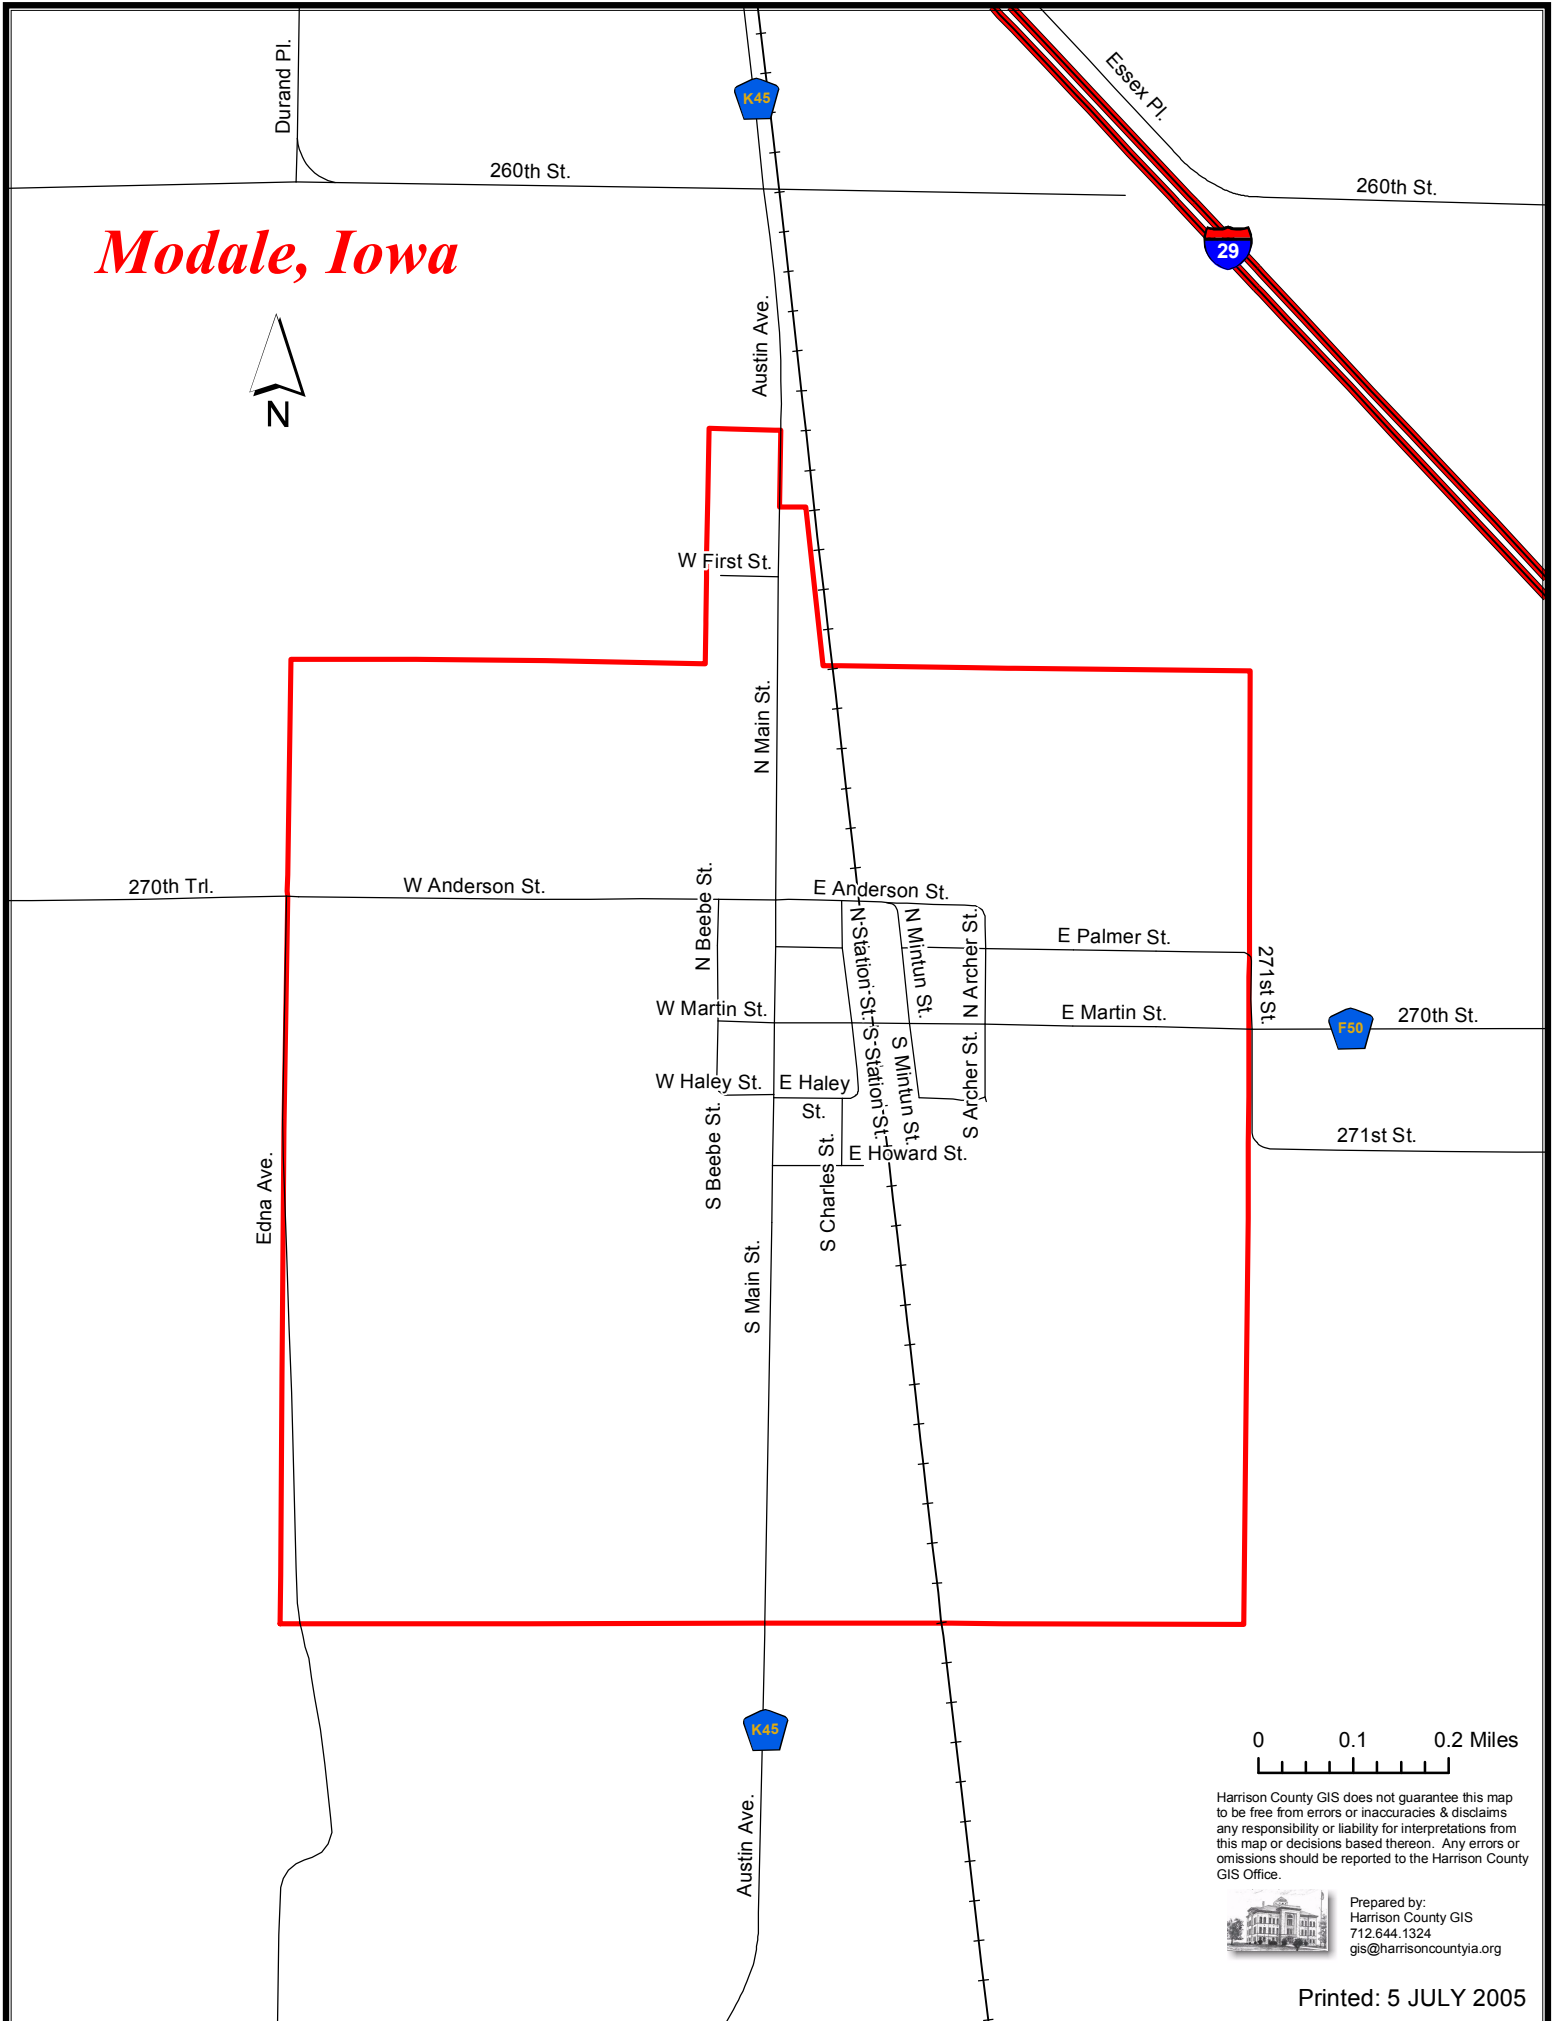 Durand Pl.
K45
Essex Pl.
260th St.
260th St.
Modale, Iowa
29
N
Austin Ave.
W First St.
N Main St.
270th Trl.
W Anderson St.
N Beebe St.
E Anderson St.
N Station St.
N Mintun St.
N Archer St.
E Palmer St.
271st St.
W Martin St.
E Martin St.
F50
270th St.
S Station St.
S Mintun St.
S Archer St.
W Haley St.
E Haley
St.
S Beebe St.
S Charles St.
E Howard St.
271st St.
Edna Ave.
S Main St.
K45
Austin Ave.
0 0.1 0.2 Miles
Harrison County GIS does not guarantee this map
to be free from errors or inaccuracies & disclaims
any responsibility or liability for interpretations from
this map or decisions based thereon. Any errors or
omissions should be reported to the Harrison County
GIS Office.
Prepared by:
Harrison County GIS
712.644.1324
gis@harrisoncountyia.org
Printed: 5 JULY 2005